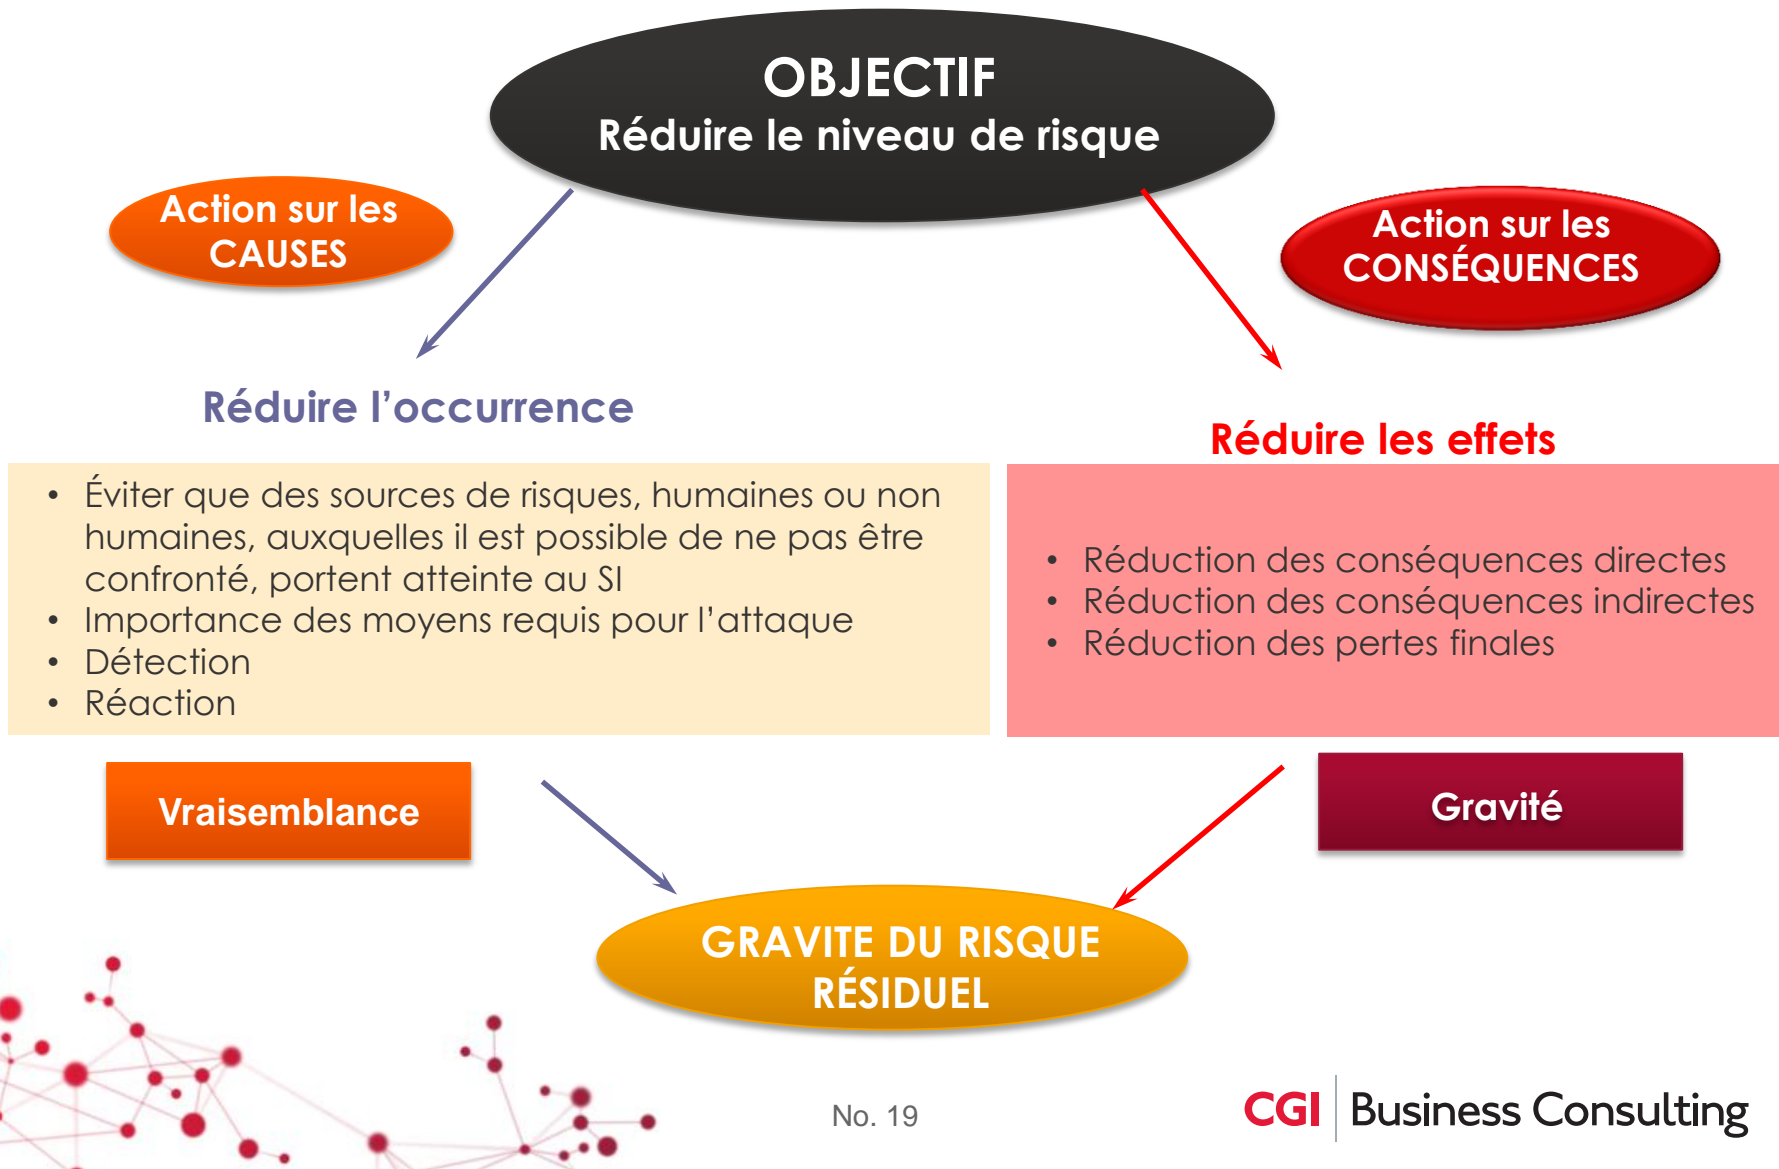 OBJECTIF
Réduire le niveau de risque
Action sur les
CAUSES
Action sur les
CONSÉQUENCES
Réduire l’occurrence
• Éviter que des sources de risques, humaines ou non
humaines, auxquelles il est possible de ne pas être
confronté, portent atteinte au SI
• Importance des moyens requis pour l’attaque
• Détection
• Réaction
Réduire les effets
• Réduction des conséquences directes
• Réduction des conséquences indirectes
• Réduction des pertes finales
Vraisemblance
Gravité
GRAVITE DU RISQUE
RÉSIDUEL
No. 19
CGI Business Consulting